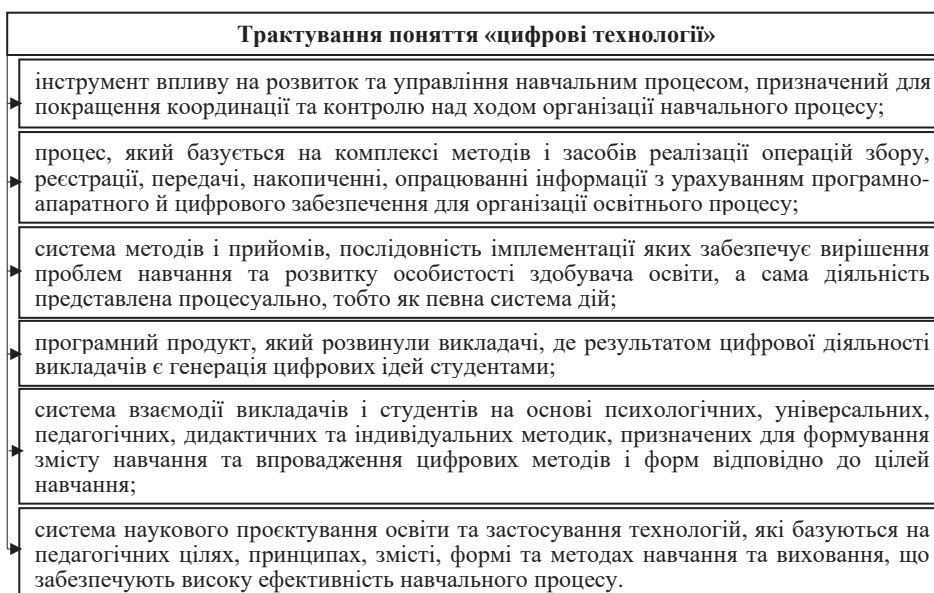 Трактування поняття «цифрові технології»
інструмент впливу на розвиток та управління навчальним процесом, призначений для
покращення координації та контролю над ходом організації навчального процесу;
процес, який базується на комплексі методів і засобів реалізації операцій збору,
реєстрації, передачі, накопиченні, опрацюванні інформації з урахуванням програмно-
апаратного й цифрового забезпечення для організації освітнього процесу;
система методів і прийомів, послідовність імплементації яких забезпечує вирішення
проблем навчання та розвитку особистості здобувача освіти, а сама діяльність
представлена процесуально, тобто як певна система дій;
програмний продукт, який розвинули викладачі, де результатом цифрової діяльності
викладачів є генерація цифрових ідей студентами;
система взаємодії викладачів і студентів на основі психологічних, універсальних,
педагогічних, дидактичних та індивідуальних методик, призначених для формування
змісту навчання та впровадження цифрових методів і форм відповідно до цілей
навчання;
система наукового проєктування освіти та застосування технологій, які базуються на
педагогічних цілях, принципах, змісті, формі та методах навчання та виховання, що
забезпечують високу ефективність навчального процесу.